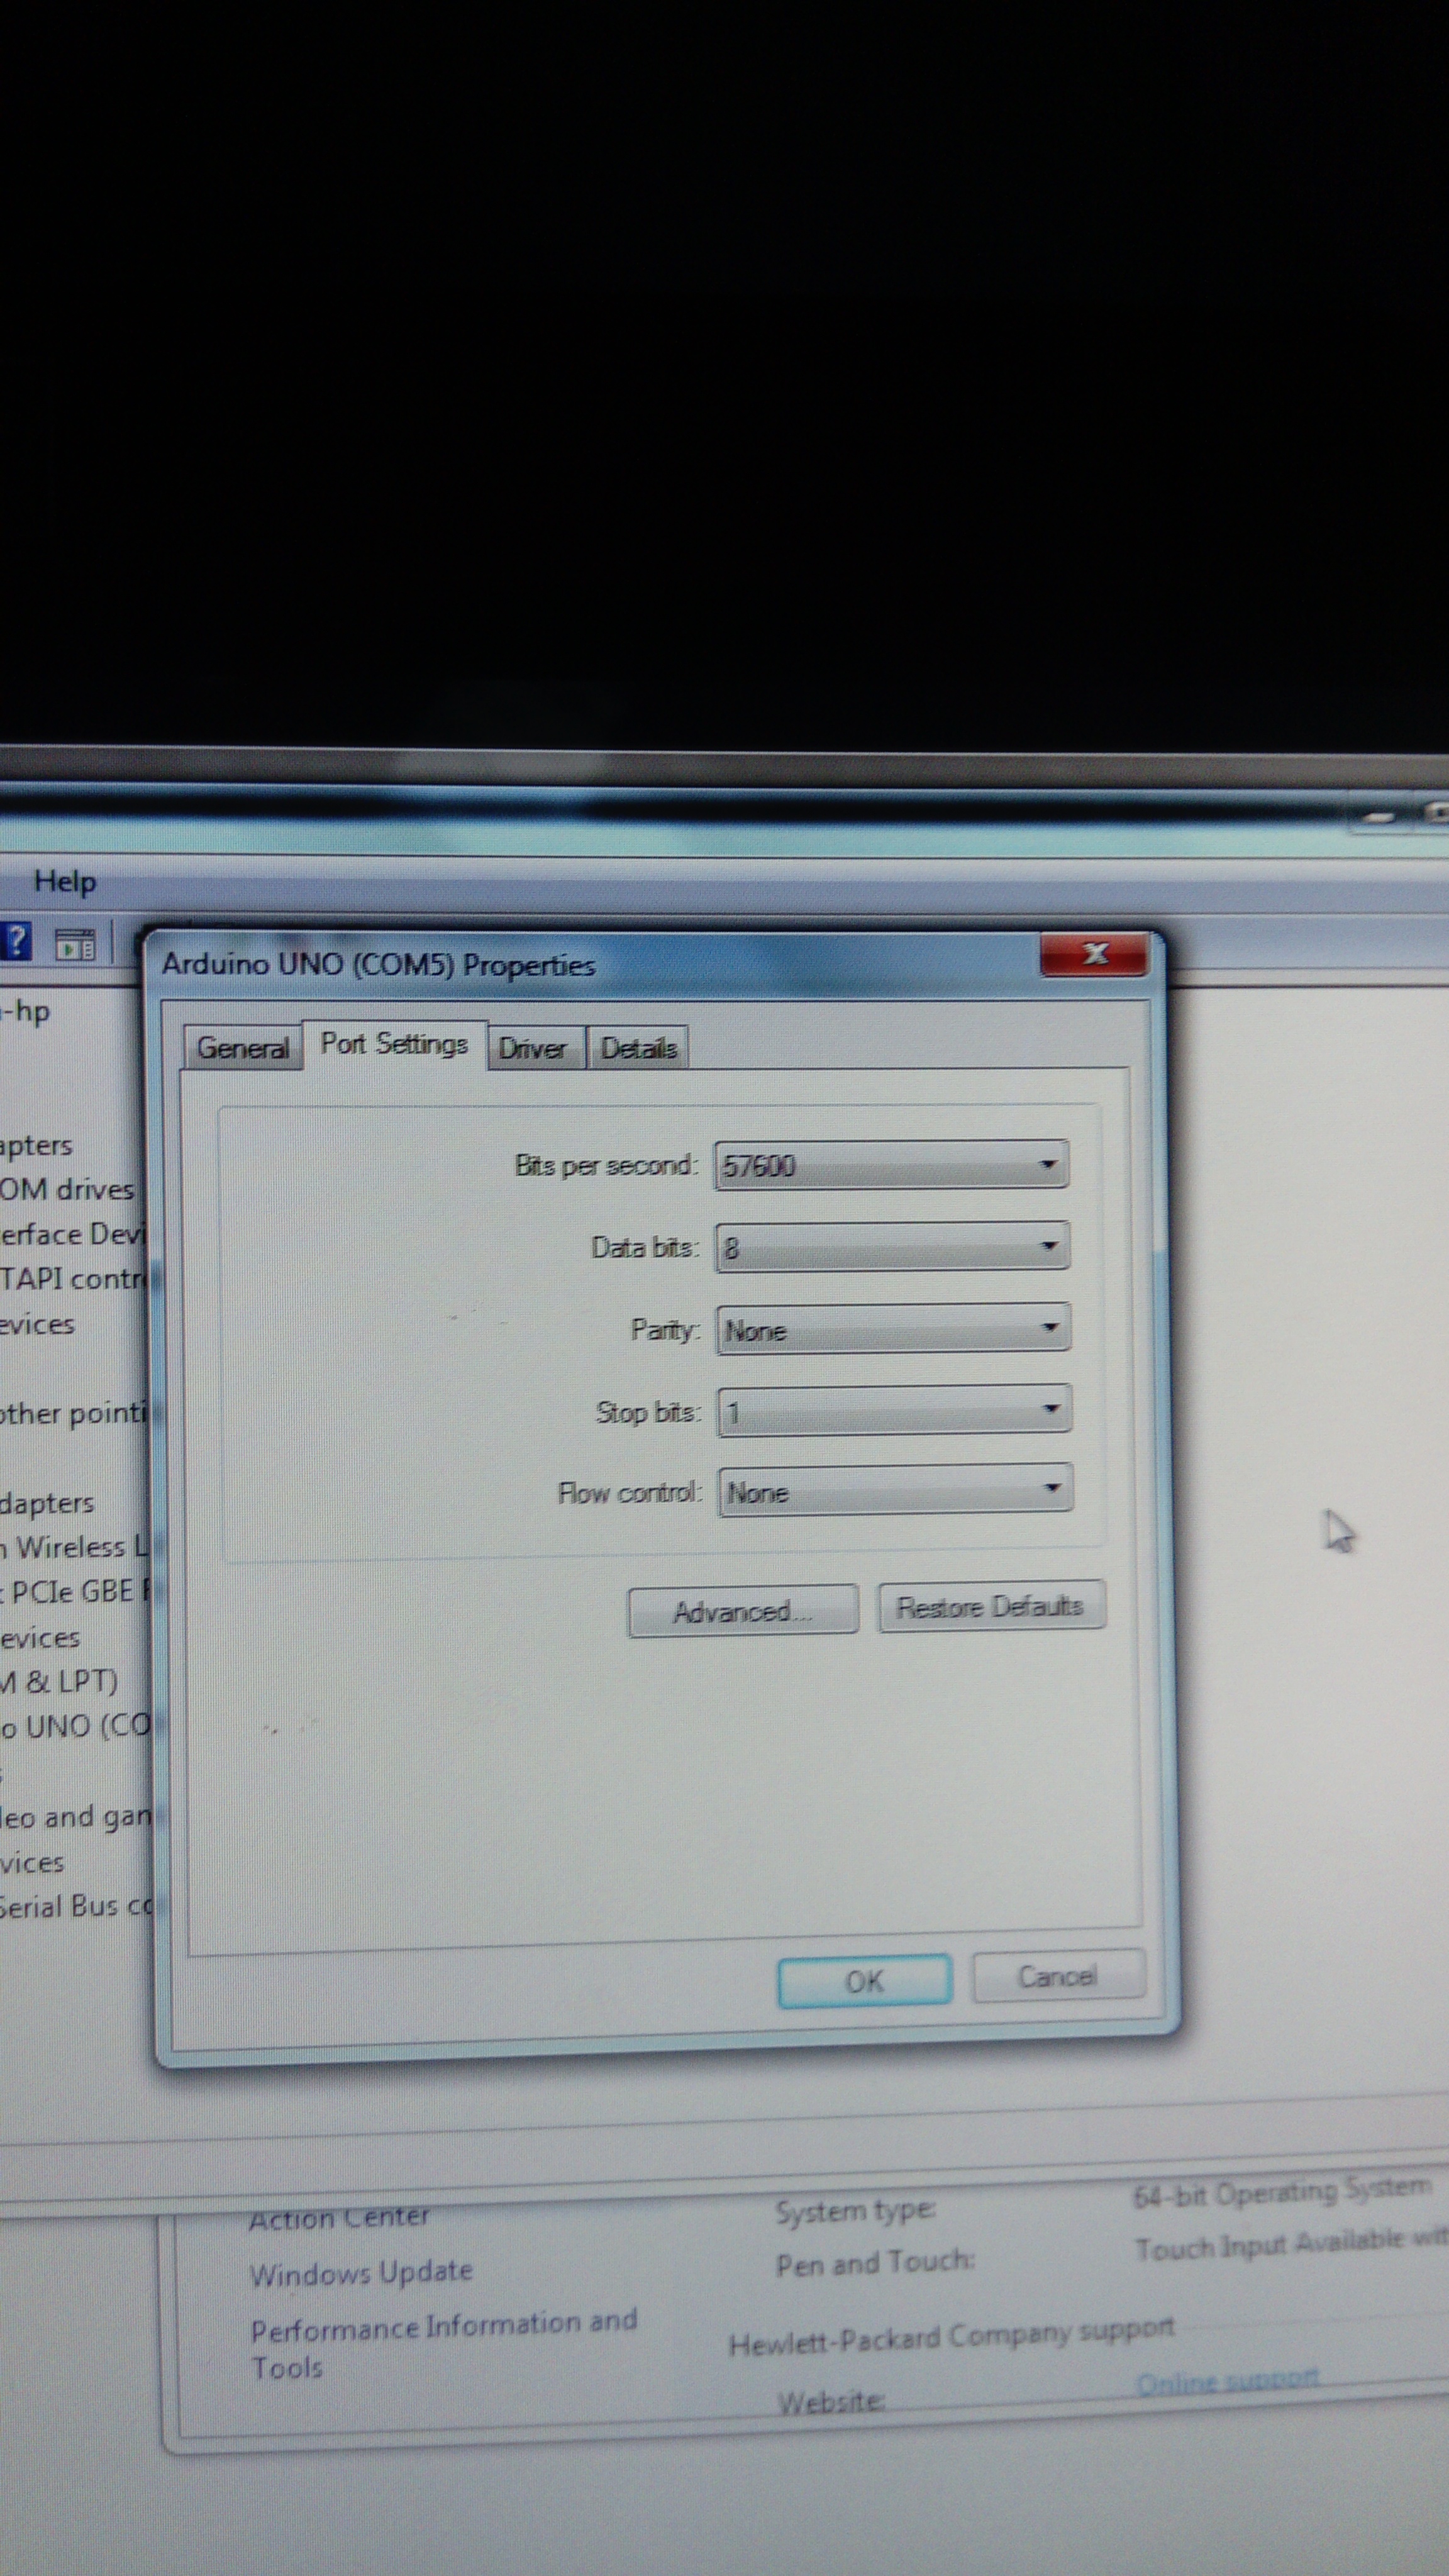 Help
?
-hp
Arduino UNO (COM5) Properties
X
General
Port Settings
Driver
Details
apters
OM drives
erface Devi
TAPI contr
evices
other pointi
dapters
n Wireless L
PCIe GBE
evices
M & LPT)
o UNO (CO
s
deo and gan
vices
Serial Bus co
Bits per second: 57600
Data bits: 8
Parity: None
Stop bits: 1
Flow control: None
Advanced...
Restore Defaults
OK
Cancel
Action Center
Windows Update
Performance Information and
Tools
System type: 64-bit Operating System
Pen and Touch: Touch Input Available wit
Hewlett-Packard Company support
Website: Online support